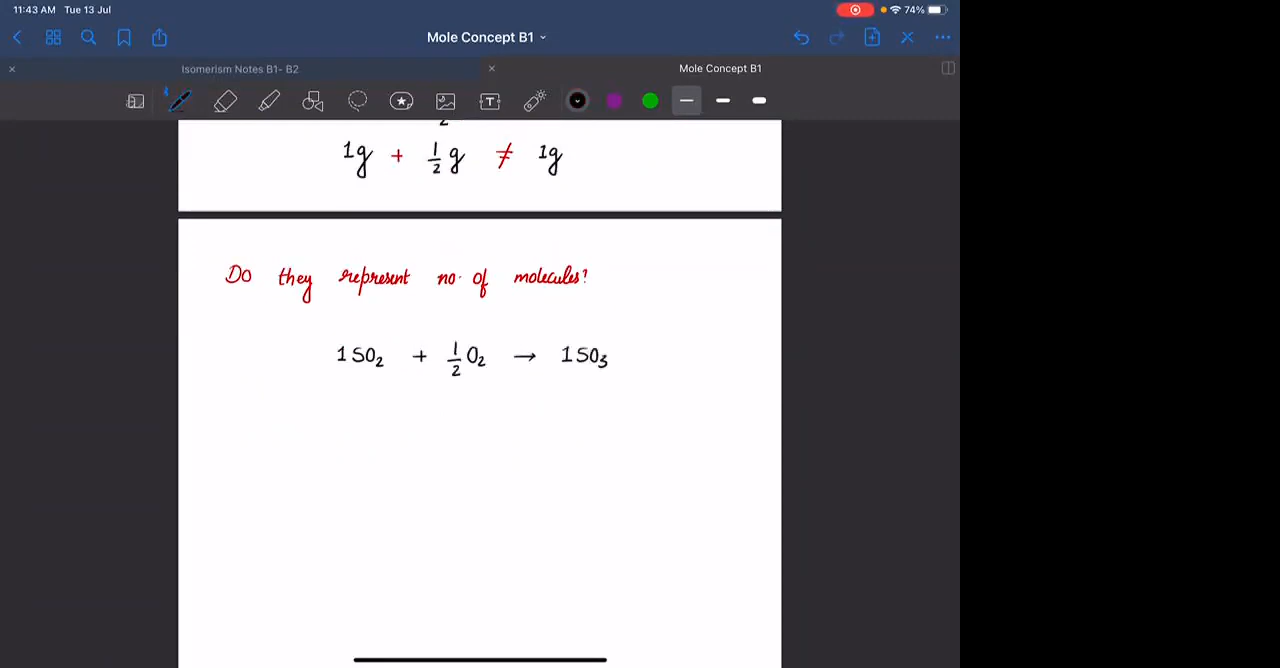 11:43 AM Tue 13 Jul
74%
Mole Concept B1
Isomerism Notes B1- B2
Mole Concept B1
1g + 1/2 g ≠ 1g
Do they represent no. of molecules?
1 SO₂ + 1/2 O₂ → 1 SO₃